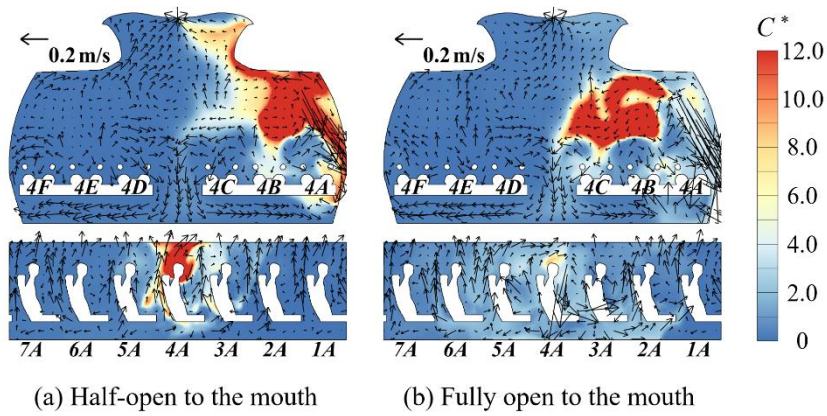 0.2 m/s
4F 4E 4D 4C 4B 4A
7A 6A 5A 4A 3A 2A 1A
(a) Half-open to the mouth
0.2 m/s
4F 4E 4D 4C 4B 4A
7A 6A 5A 4A 3A 2A 1A
(b) Fully open to the mouth
C*
12.0
10.0
8.0
6.0
4.0
2.0
0